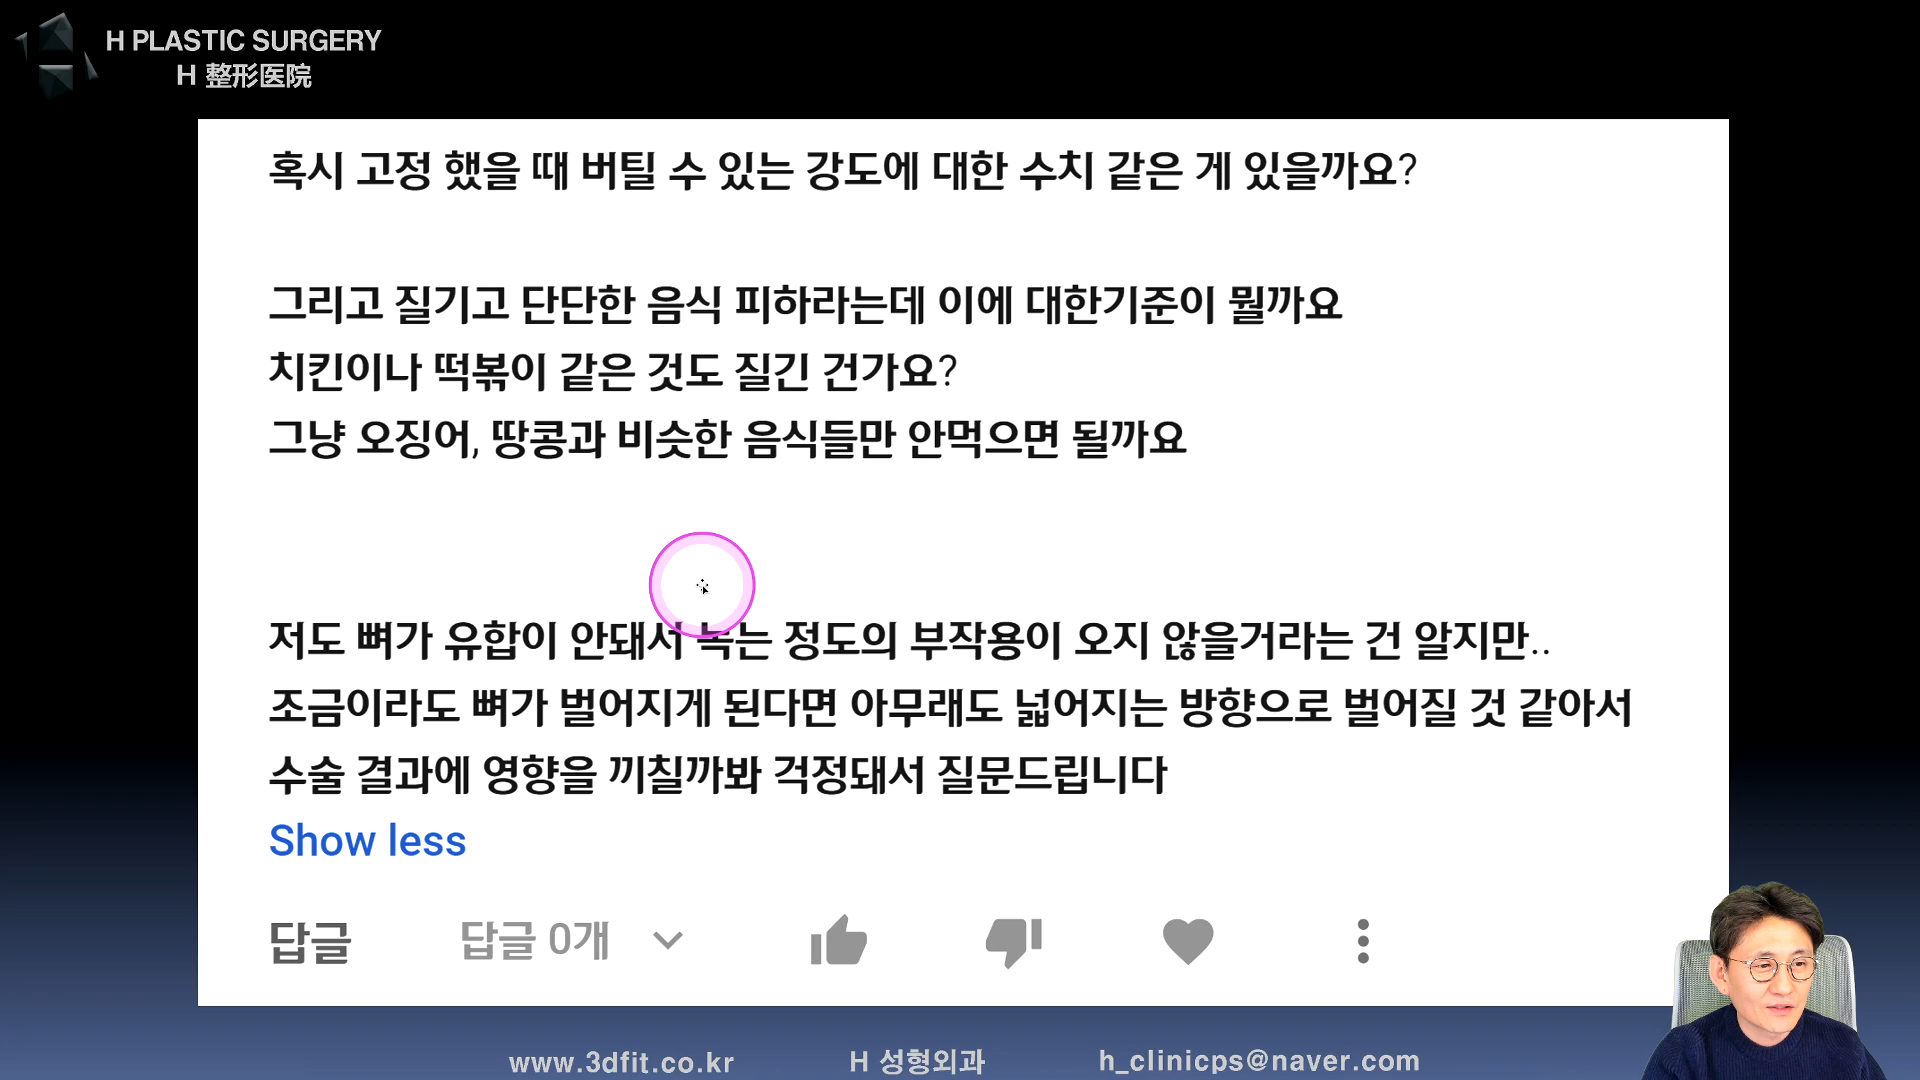 H PLASTIC SURGERY
H 整形医院
혹시 고정 했을 때 버틸 수 있는 강도에 대한 수치 같은 게 있을까요?
그리고 질기고 단단한 음식 피하라는데 이에 대한기준이 뭘까요
치킨이나 떡볶이 같은 것도 질긴 건가요?
그냥 오징어, 땅콩과 비슷한 음식들만 안먹으면 될까요
저도 뼈가 유합이 안돼서 녹는 정도의 부작용이 오지 않을거라는 건 알지만..
조금이라도 뼈가 벌어지게 된다면 아무래도 넓어지는 방향으로 벌어질 것 같아서
수술 결과에 영향을 끼칠까봐 걱정돼서 질문드립니다
Show less
답글 답글 0개
www.3dfit.co.kr H 성형외과 h_clinicps@naver.com